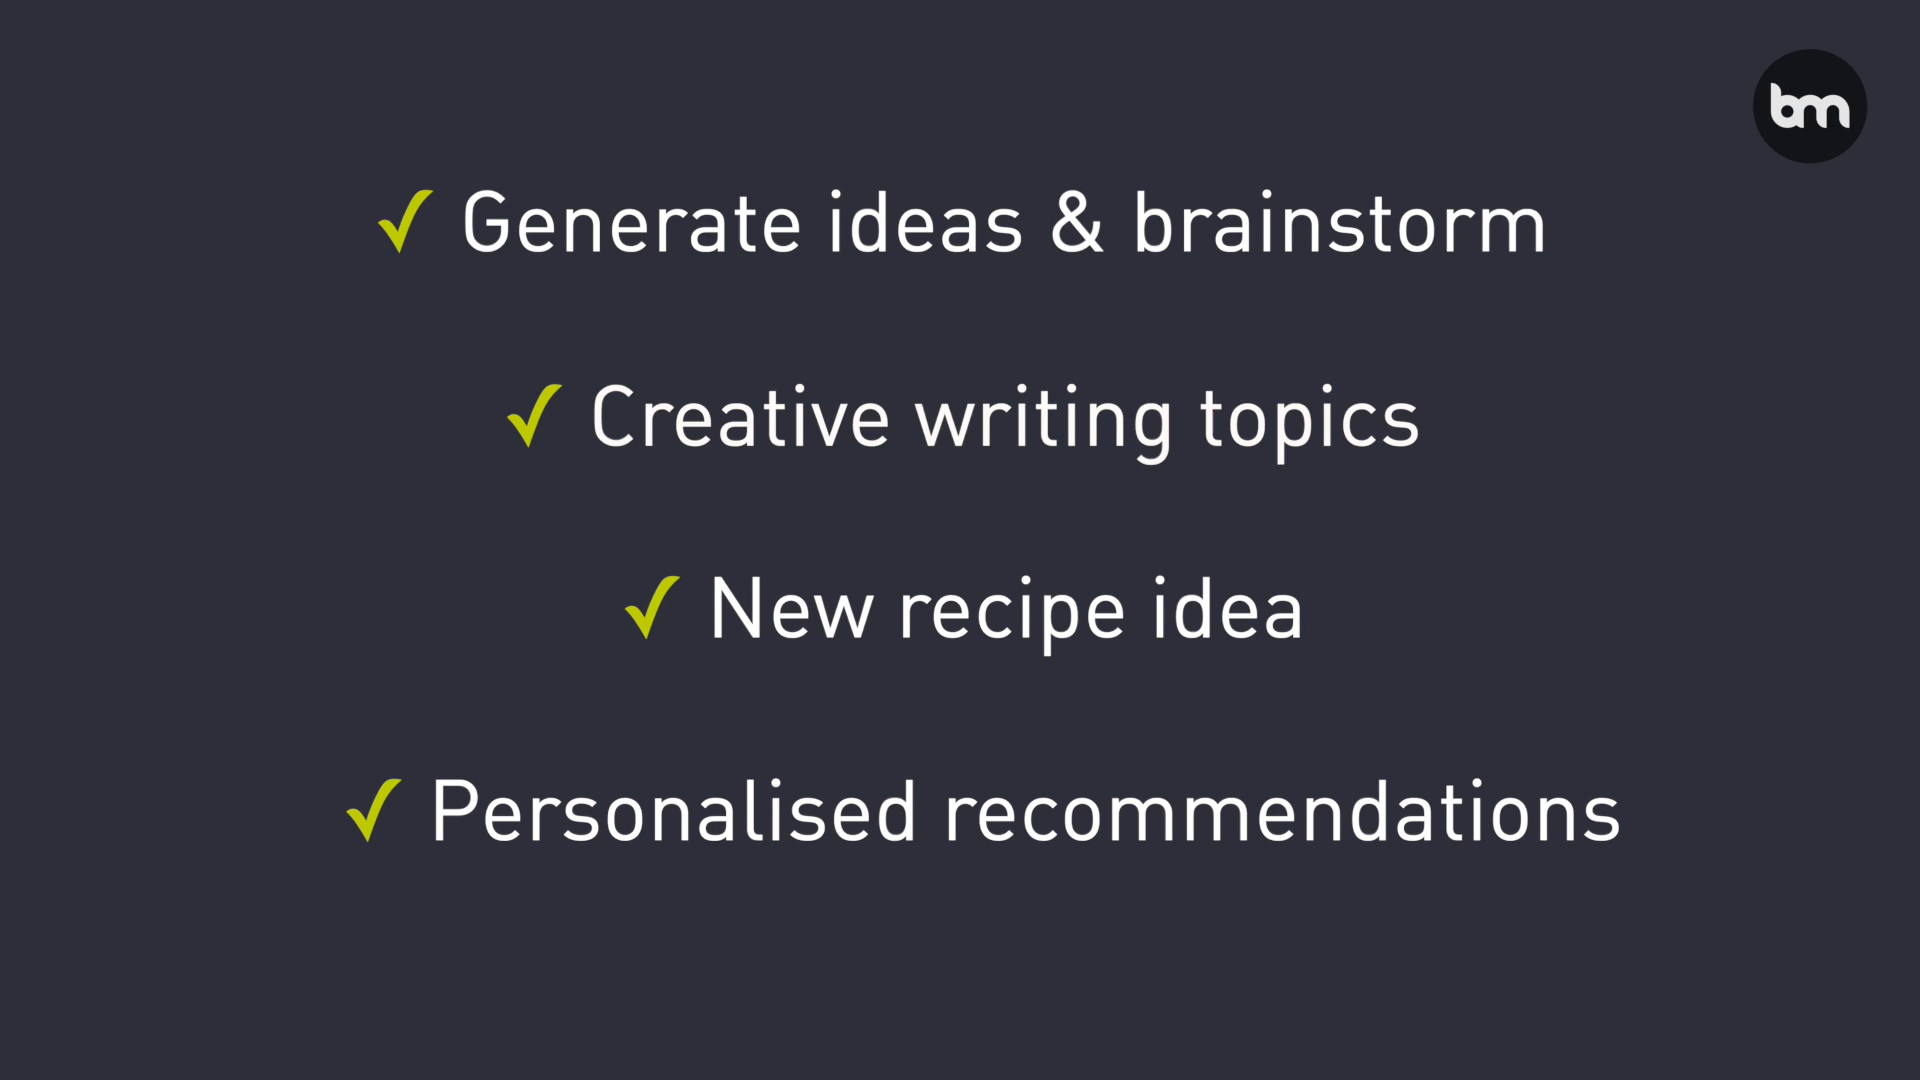 bm
✓ Generate ideas & brainstorm
✓ Creative writing topics
✓ New recipe idea
✓ Personalised recommendations